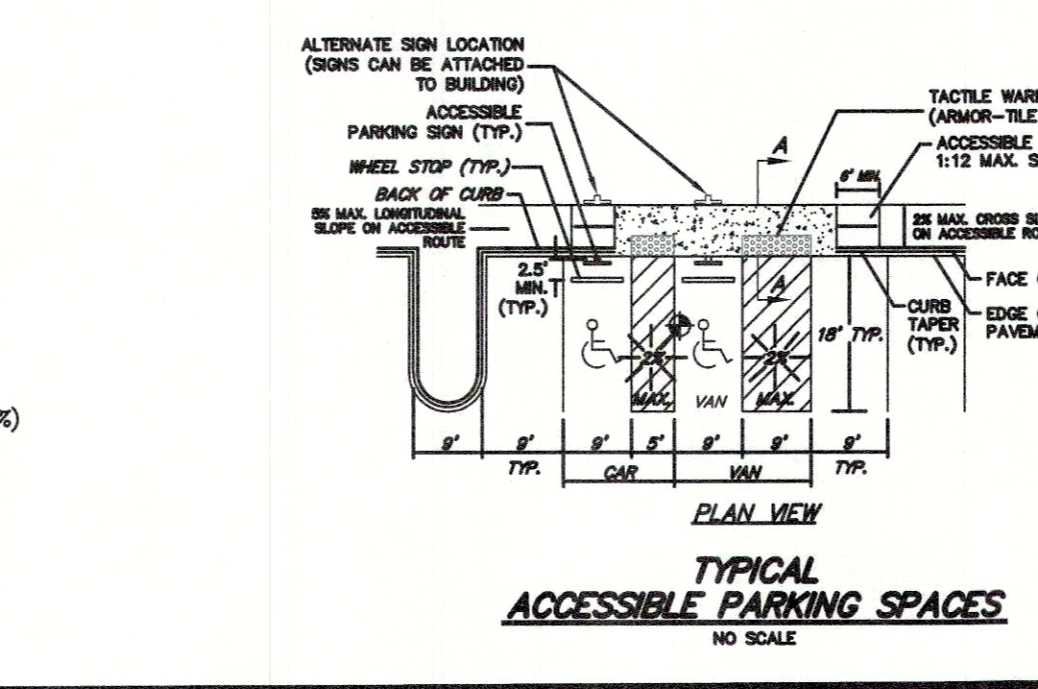 ALTERNATE SIGN LOCATION
(SIGNS CAN BE ATTACHED
TO BUILDING)
ACCESSIBLE
PARKING SIGN (TYP.)
WHEEL STOP (TYP.)
BACK OF CURB
5% MAX. LONGITUDINAL
SLOPE ON ACCESSIBLE
ROUTE
2.5'
MIN.
(TYP.)
A
TACTILE WAR
(ARMOR-TILE
ACCESSIBLE
1:12 MAX. S
6' MIN.
2% MAX. CROSS SL
ON ACCESSIBLE RO
A
FACE
CURB
TAPER
(TYP.)
EDGE
PAVEM
18' TYP.
2%
MAX.
VAN
2%
MAX.
%)
9' 9' 9' 5' 9' 9' 9'
TYP. CAR VAN TYP.
PLAN VIEW
TYPICAL
ACCESSIBLE PARKING SPACES
NO SCALE